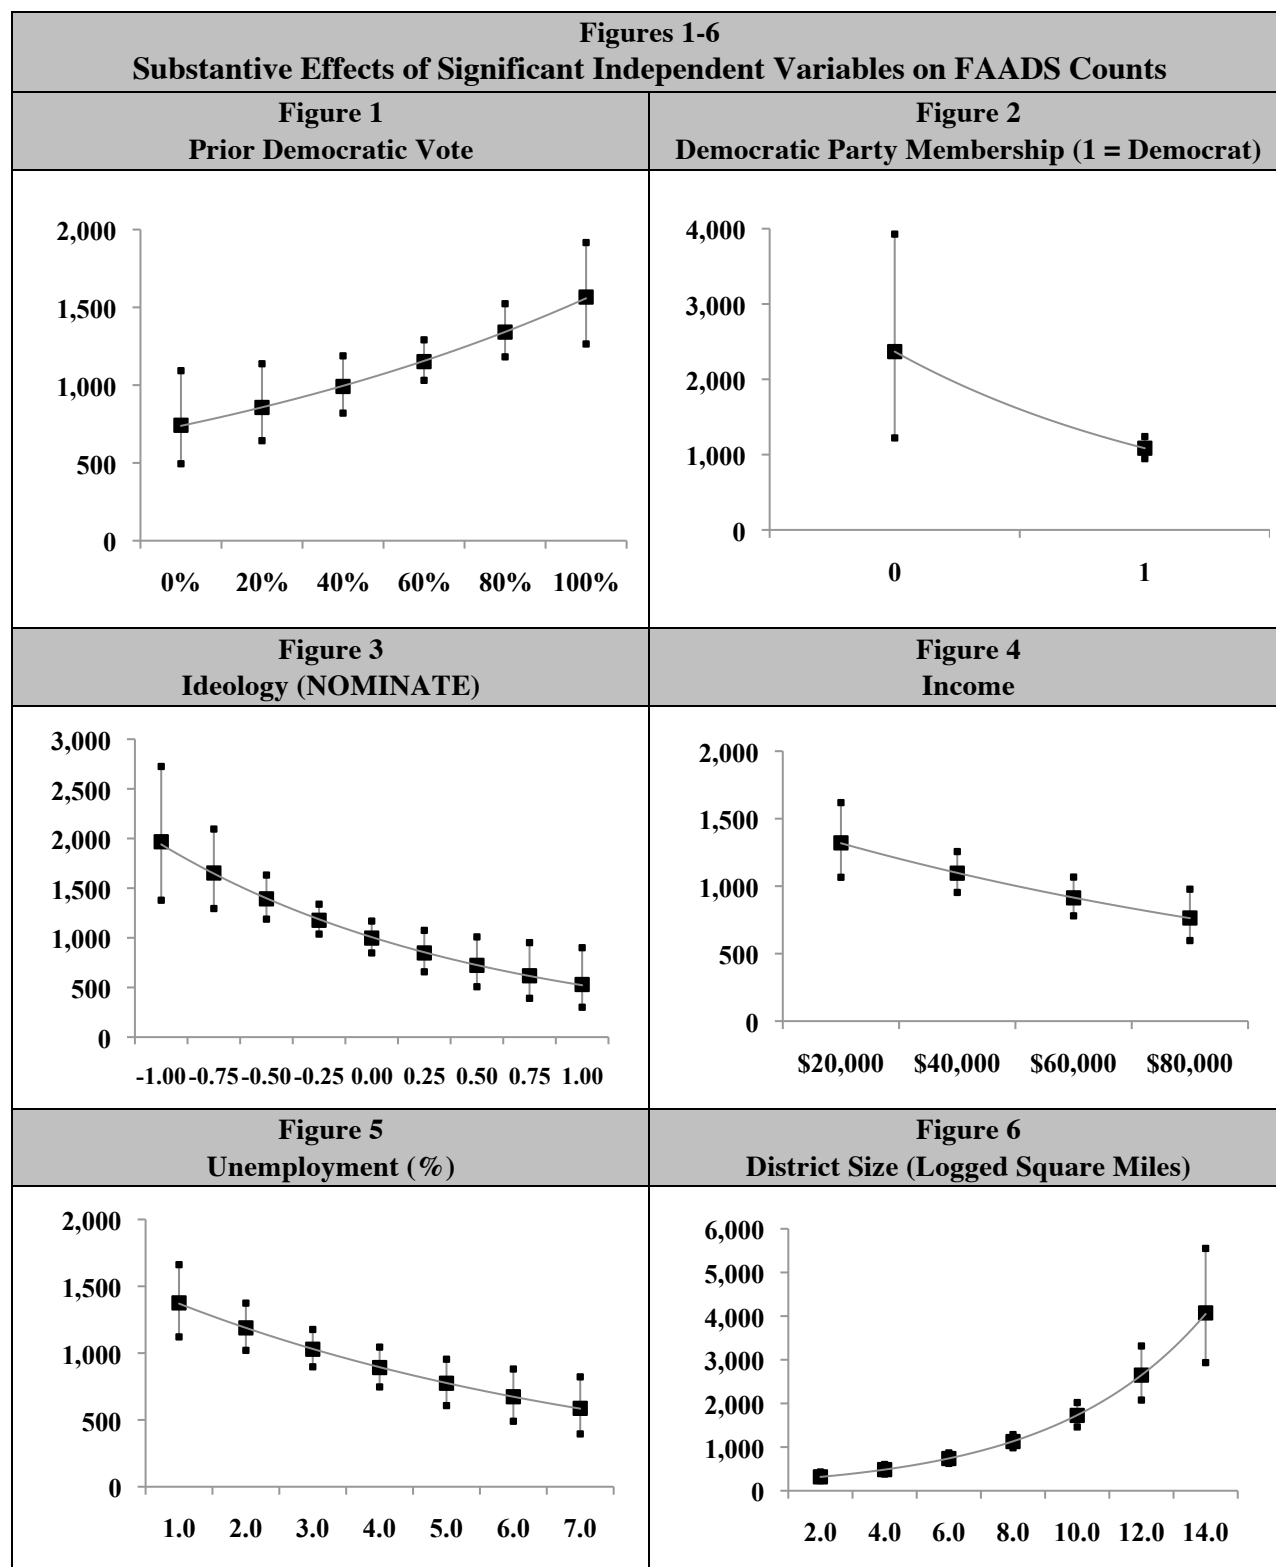 Figures 1-6
Substantive Effects of Significant Independent Variables on FAADS Counts
Figure 1
Prior Democratic Vote
2,000
1,500
1,000
500
0
0% 20% 40% 60% 80% 100%
Figure 2
Democratic Party Membership (1 = Democrat)
4,000
3,000
2,000
1,000
0
0 1
Figure 3
Ideology (NOMINATE)
3,000
2,500
2,000
1,500
1,000
500
0
-1.00 -0.75 -0.50 -0.25 0.00 0.25 0.50 0.75 1.00
Figure 4
Income
2,000
1,500
1,000
500
0
$20,000 $40,000 $60,000 $80,000
Figure 5
Unemployment (%)
2,000
1,500
1,000
500
0
1.0 2.0 3.0 4.0 5.0 6.0 7.0
Figure 6
District Size (Logged Square Miles)
6,000
5,000
4,000
3,000
2,000
1,000
0
2.0 4.0 6.0 8.0 10.0 12.0 14.0